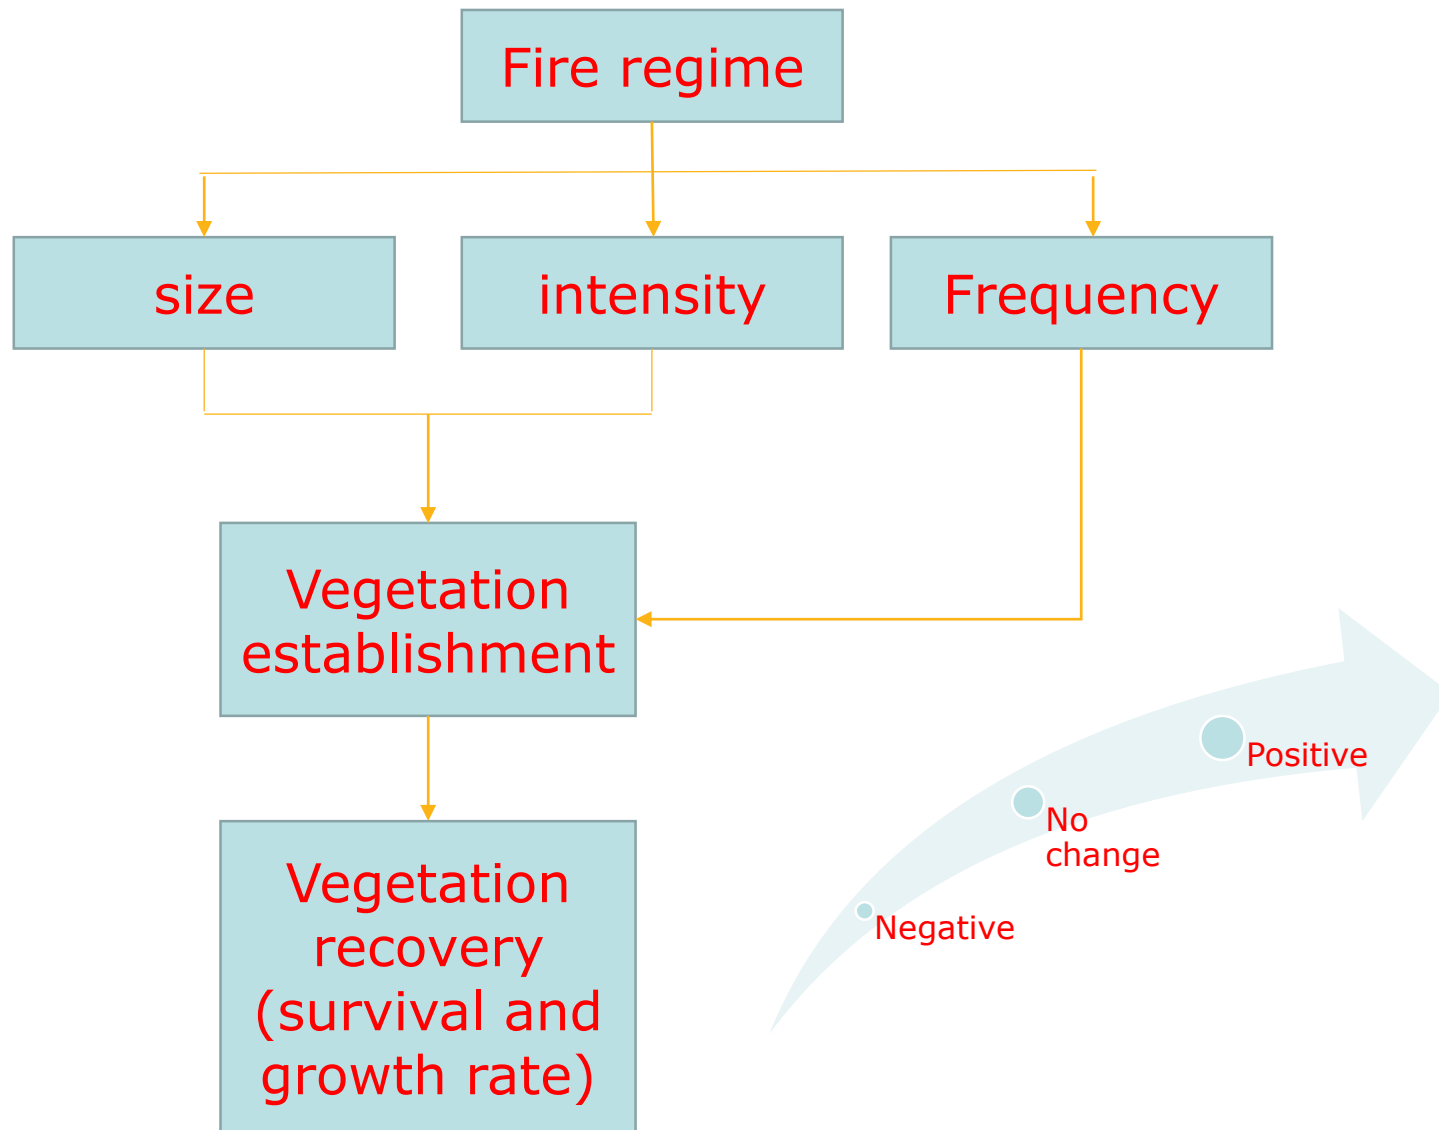 Fire regime
size
intensity
Frequency
Vegetation
establishment
Vegetation
recovery
(survival and
growth rate)
Positive
No
change
Negative